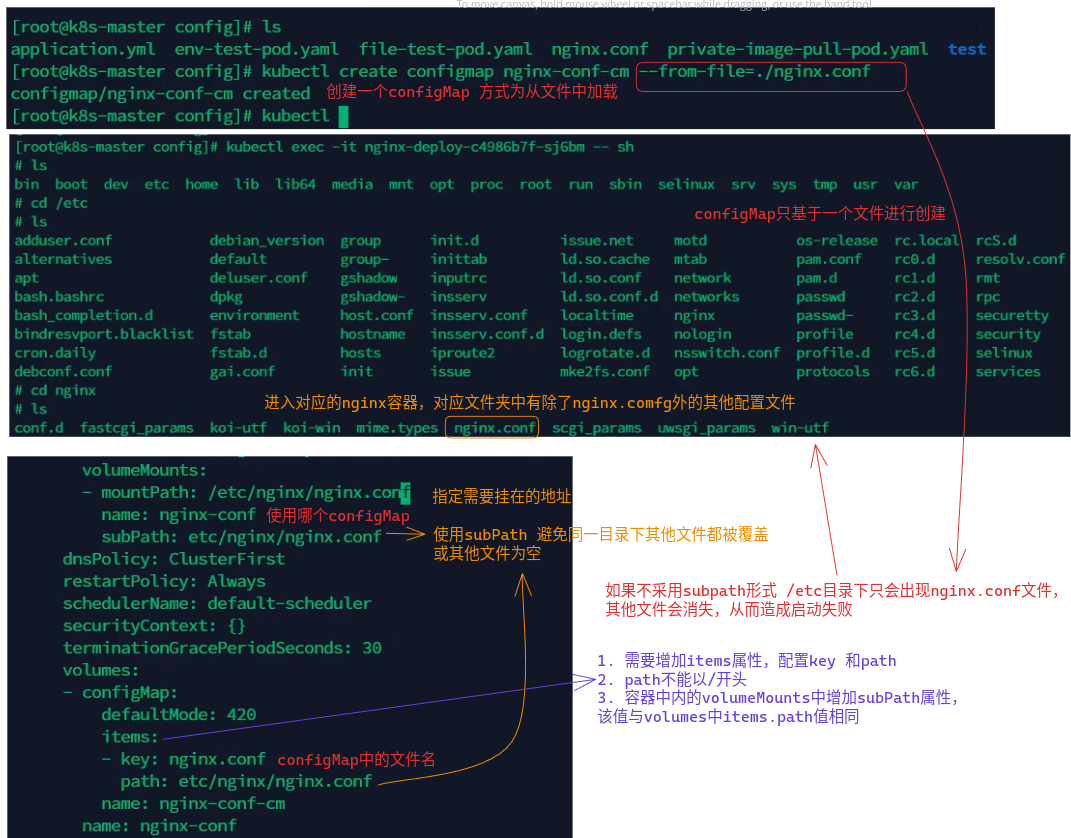 To move canvas, hold mouse wheel or spacebar while dragging, or use the hand tool
[root@k8s-master config]# ls
application.yml env-test-pod.yaml file-test-pod.yaml nginx.conf private-image-pull-pod.yaml test
[root@k8s-master config]# kubectl create configmap nginx-conf-cm --from-file=./nginx.conf
configmap/nginx-conf-cm created 创建一个configMap 方式为从文件中加载
[root@k8s-master config]# kubectl
[root@k8s-master config]# kubectl exec -it nginx-deploy-c4986b7f-sj6bm -- sh
# ls
bin boot dev etc home lib lib64 media mnt opt proc root run sbin selinux srv sys tmp usr var
# cd /etc
# ls
configMap只基于一个文件进行创建
adduser.conf debian_version group init.d issue.net motd os-release rc.local rcS.d
alternatives default group- inittab ld.so.cache mtab pam.conf rc0.d resolv.conf
apt deluser.conf gshadow inputrc ld.so.conf network pam.d rc1.d rmt
bash.bashrc dpkg gshadow- insserv ld.so.conf.d networks passwd rc2.d rpc
bash_completion.d environment host.conf insserv.conf localtime nginx passwd- rc3.d securetty
bindresvport.blacklist fstab hostname insserv.conf.d login.defs nologin profile rc4.d security
cron.daily fstab.d hosts iproute2 logrotate.d nsswitch.conf profile.d rc5.d selinux
debconf.conf gai.conf init issue mke2fs.conf opt protocols rc6.d services
# cd nginx
# ls
进入对应的nginx容器，对应文件夹中有除了nginx.comfg外的其他配置文件
conf.d fastcgi_params koi-utf koi-win mime.types nginx.conf scgi_params uwsgi_params win-utf
volumeMounts:
- mountPath: /etc/nginx/nginx.conf 指定需要挂在的地址
name: nginx-conf 使用哪个configMap
subPath: etc/nginx/nginx.conf 使用subPath 避免同一目录下其他文件都被覆盖
或其他文件为空
dnsPolicy: ClusterFirst
restartPolicy: Always
schedulerName: default-scheduler
securityContext: {}
terminationGracePeriodSeconds: 30
volumes:
- configMap:
defaultMode: 420
items:
- key: nginx.conf configMap中的文件名
path: etc/nginx/nginx.conf
name: nginx-conf-cm
name: nginx-conf
如果不采用subpath形式 /etc目录下只会出现nginx.conf文件，
其他文件会消失，从而造成启动失败
1. 需要增加items属性，配置key 和path
2. path不能以/开头
3. 容器中内的volumeMounts中增加subPath属性，
该值与volumes中items.path值相同